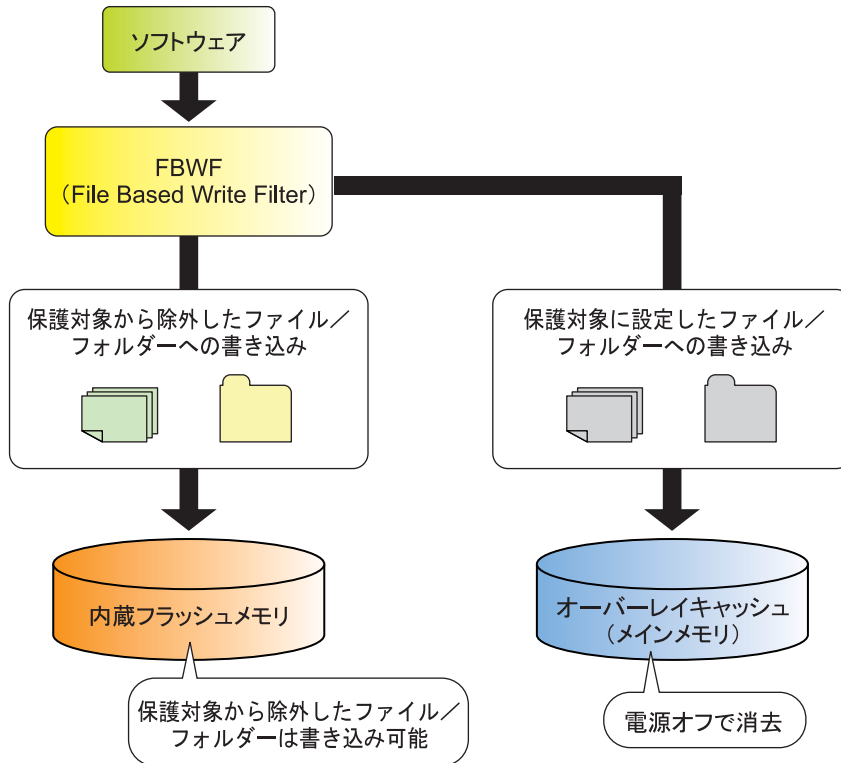 ソフトウェア
FBWF
（File Based Write Filter）
保護対象から除外したファイル／
フォルダーへの書き込み
保護対象に設定したファイル／
フォルダーへの書き込み
内蔵フラッシュメモリ
オーバーレイキャッシュ
（メインメモリ）
保護対象から除外したファイル／
フォルダーは書き込み可能
電源オフで消去